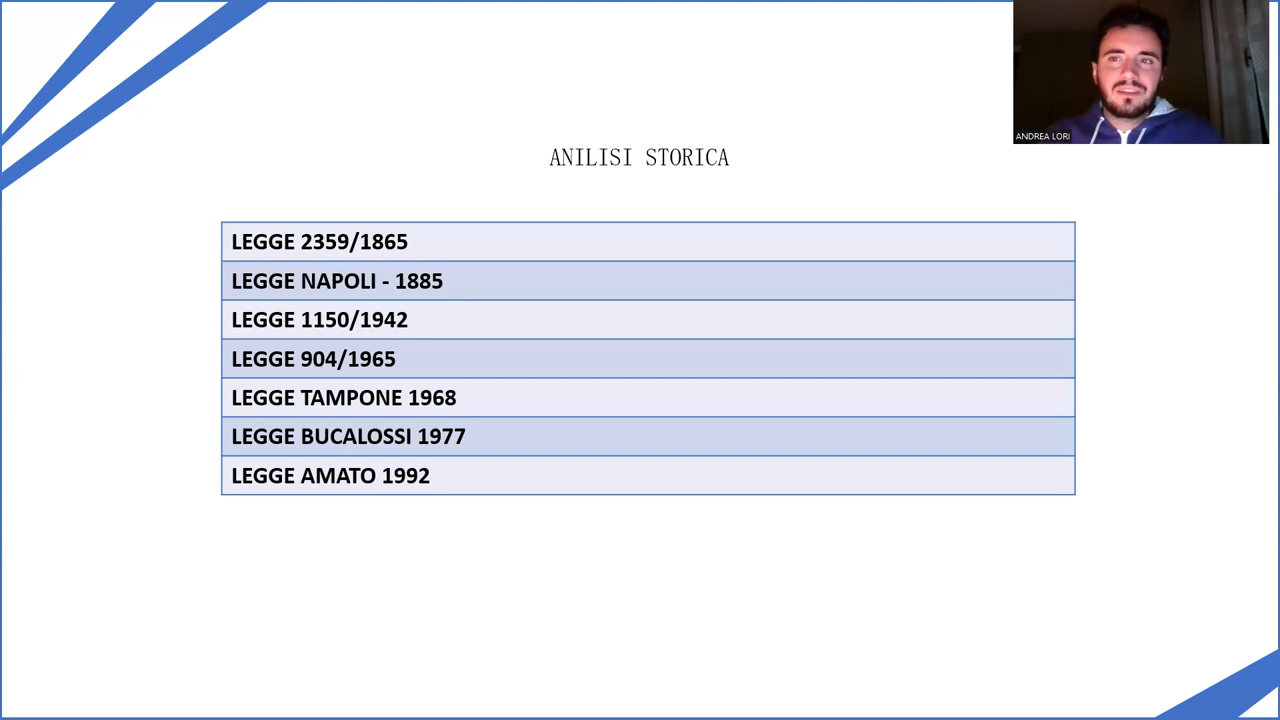 ANDREA LORI
ANILISI STORICA
LEGGE 2359/1865
LEGGE NAPOLI - 1885
LEGGE 1150/1942
LEGGE 904/1965
LEGGE TAMPONE 1968
LEGGE BUCALOSSI 1977
LEGGE AMATO 1992